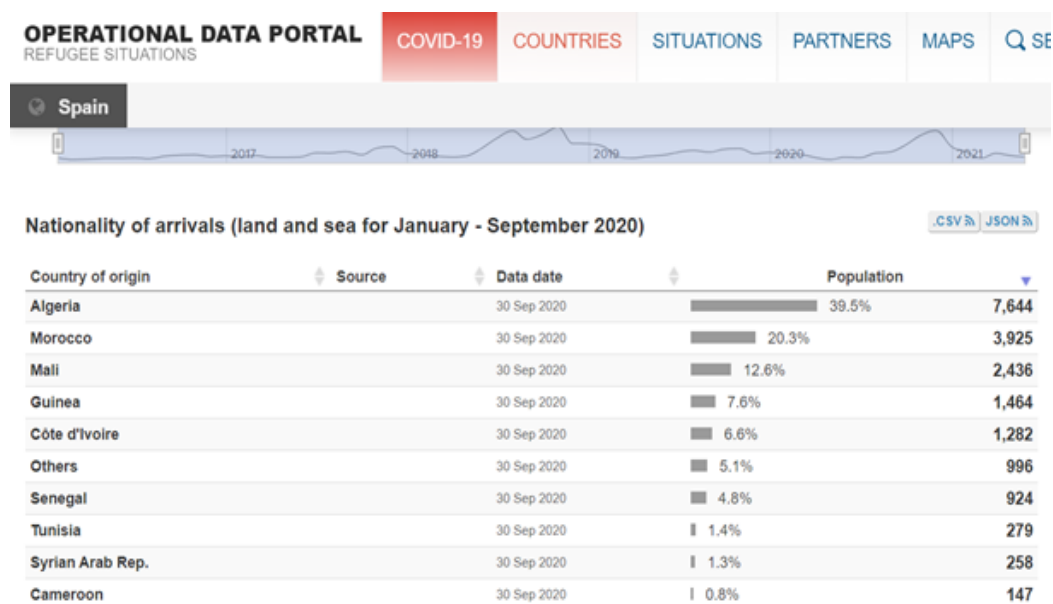 OPERATIONAL DATA PORTAL
REFUGEE SITUATIONS
COVID-19 COUNTRIES SITUATIONS PARTNERS MAPS SE
Spain
2017 2018 2019 2020 2021
Nationality of arrivals (land and sea for January - September 2020)
.CSV JSON
Country of origin Source Data date Population
Algeria 30 Sep 2020 39.5% 7,644
Morocco 30 Sep 2020 20.3% 3,925
Mali 30 Sep 2020 12.6% 2,436
Guinea 30 Sep 2020 7.6% 1,464
Côte d'Ivoire 30 Sep 2020 6.6% 1,282
Others 30 Sep 2020 5.1% 996
Senegal 30 Sep 2020 4.8% 924
Tunisia 30 Sep 2020 1.4% 279
Syrian Arab Rep. 30 Sep 2020 1.3% 258
Cameroon 30 Sep 2020 0.8% 147